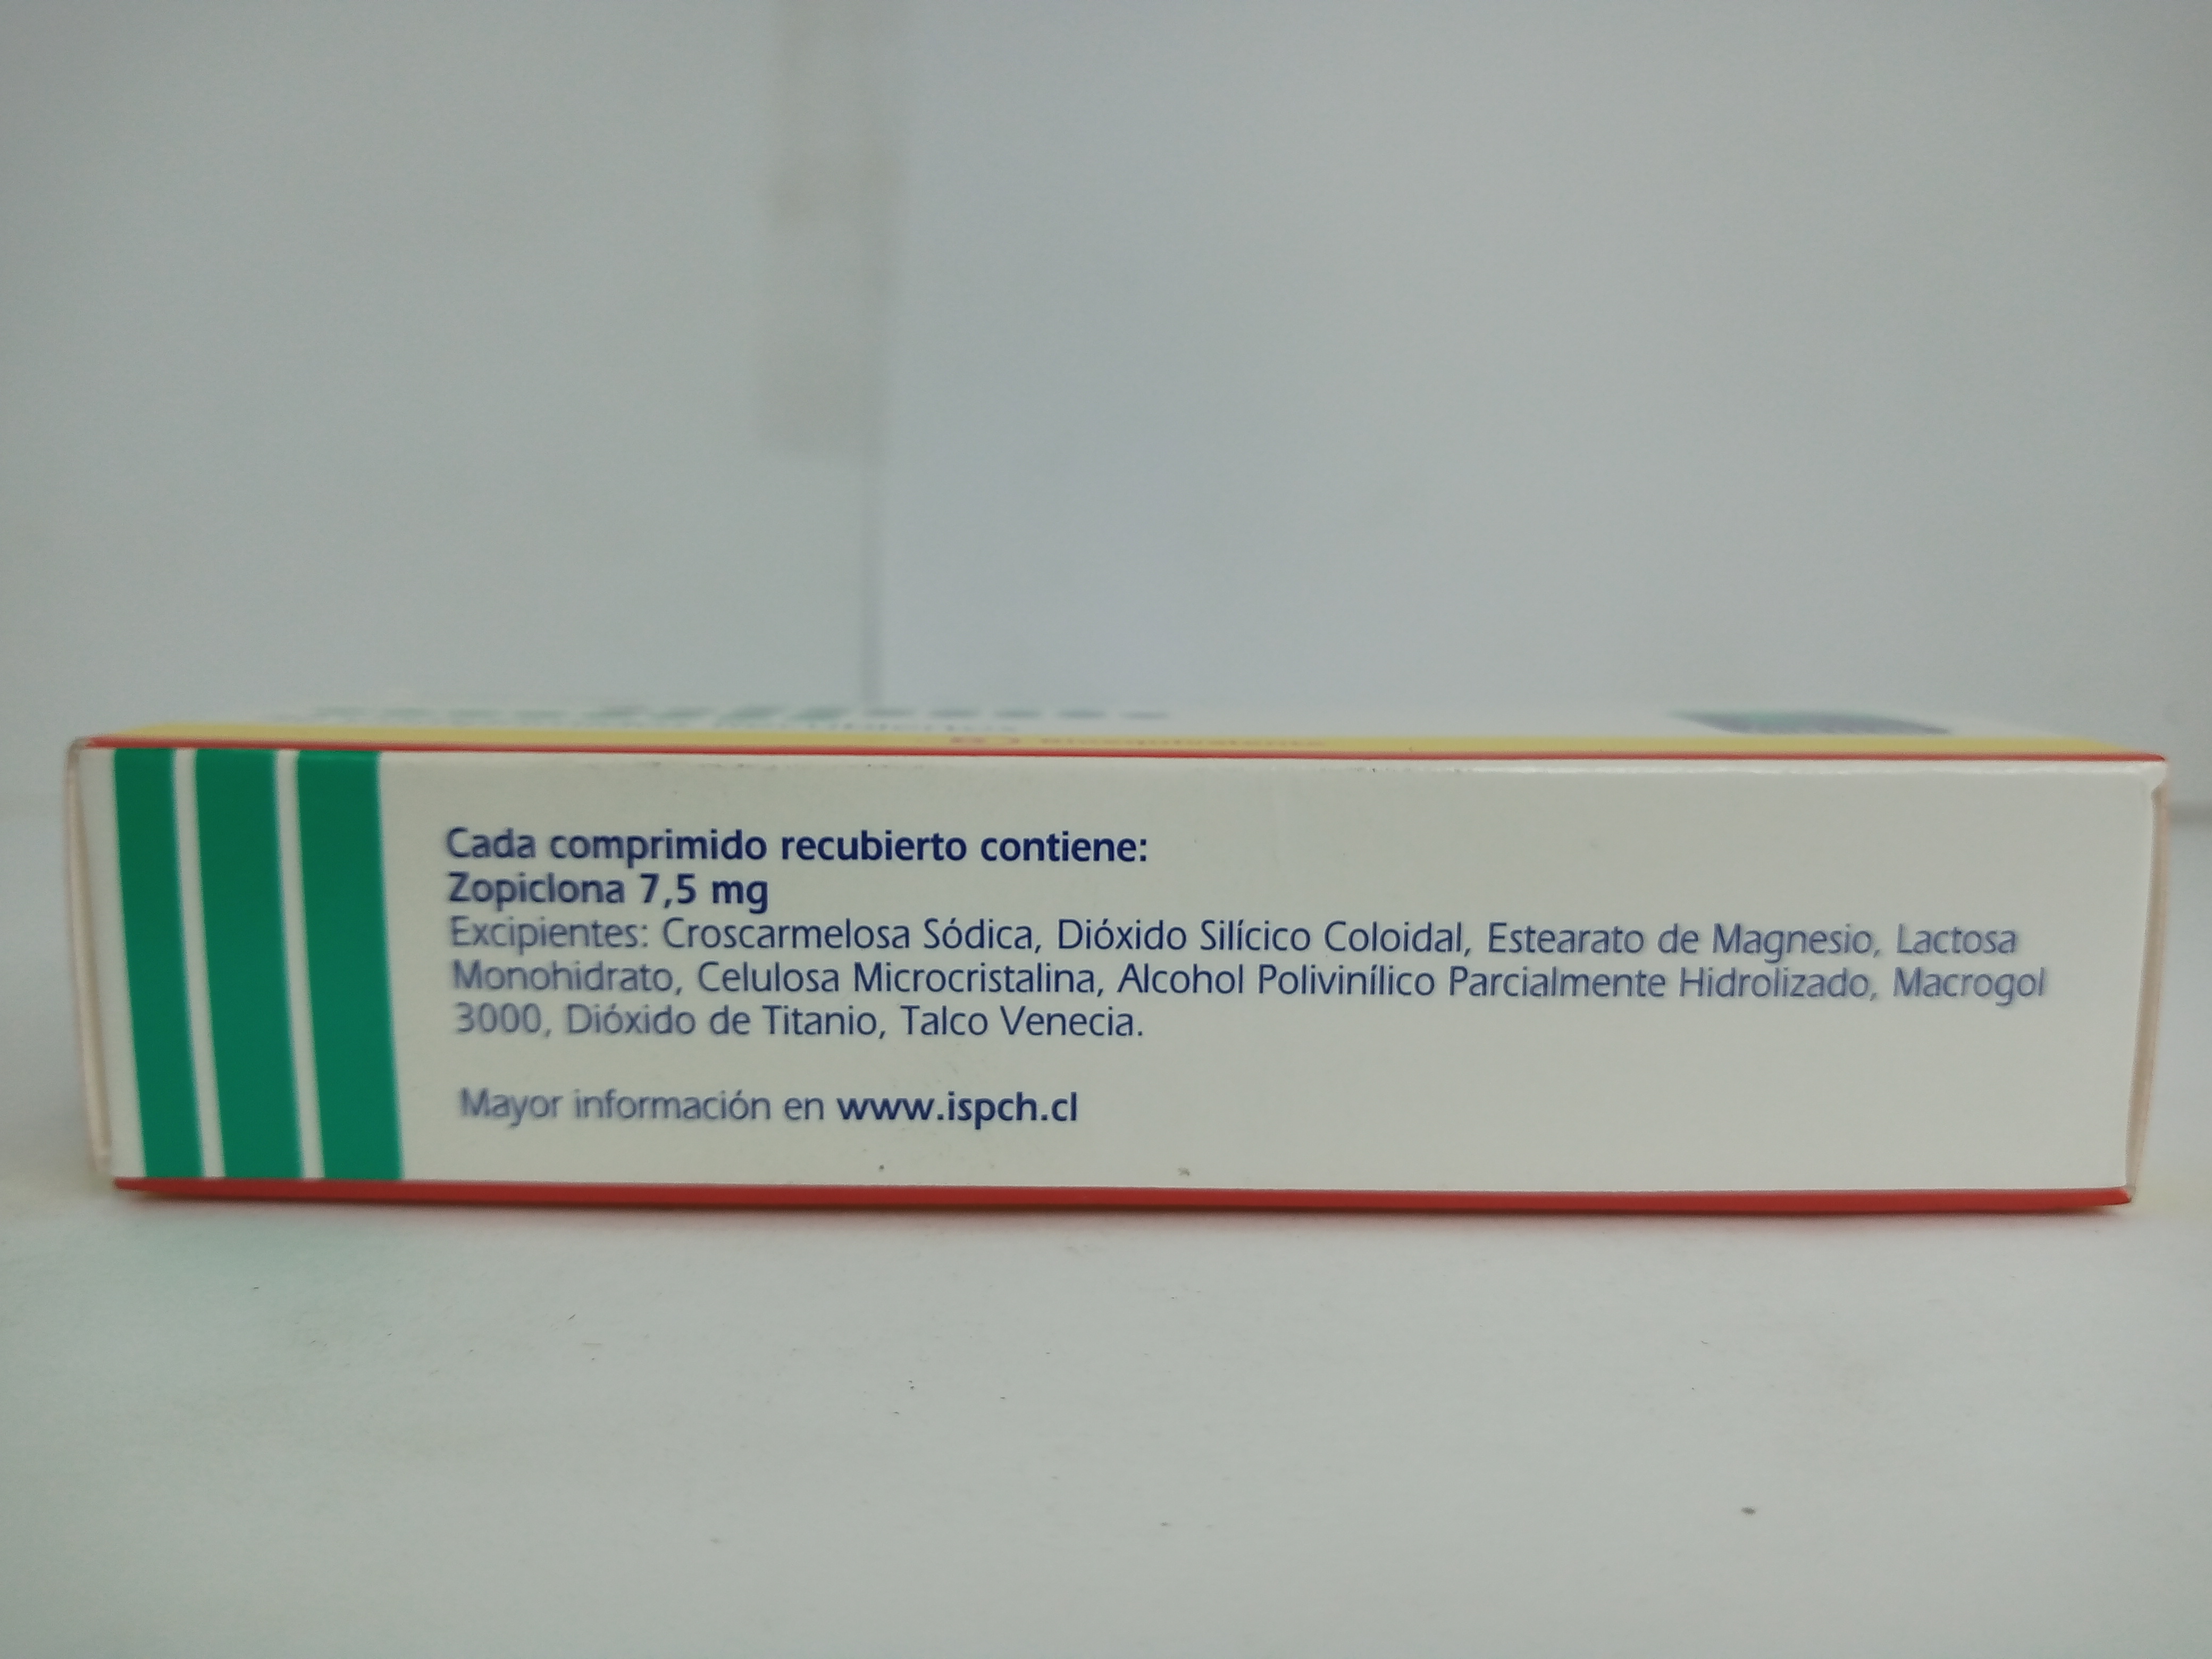 Cada comprimido recubierto contiene:
Zopiclona 7,5 mg
Excipientes: Croscarmelosa Sódica, Dióxido Silícico Coloidal, Estearato de Magnesio, Lactosa
Monohidrato, Celulosa Microcristalina, Alcohol Polivinílico Parcialmente Hidrolizado, Macrogol
3000, Dióxido de Titanio, Talco Venecia.
Mayor información en www.ispch.cl